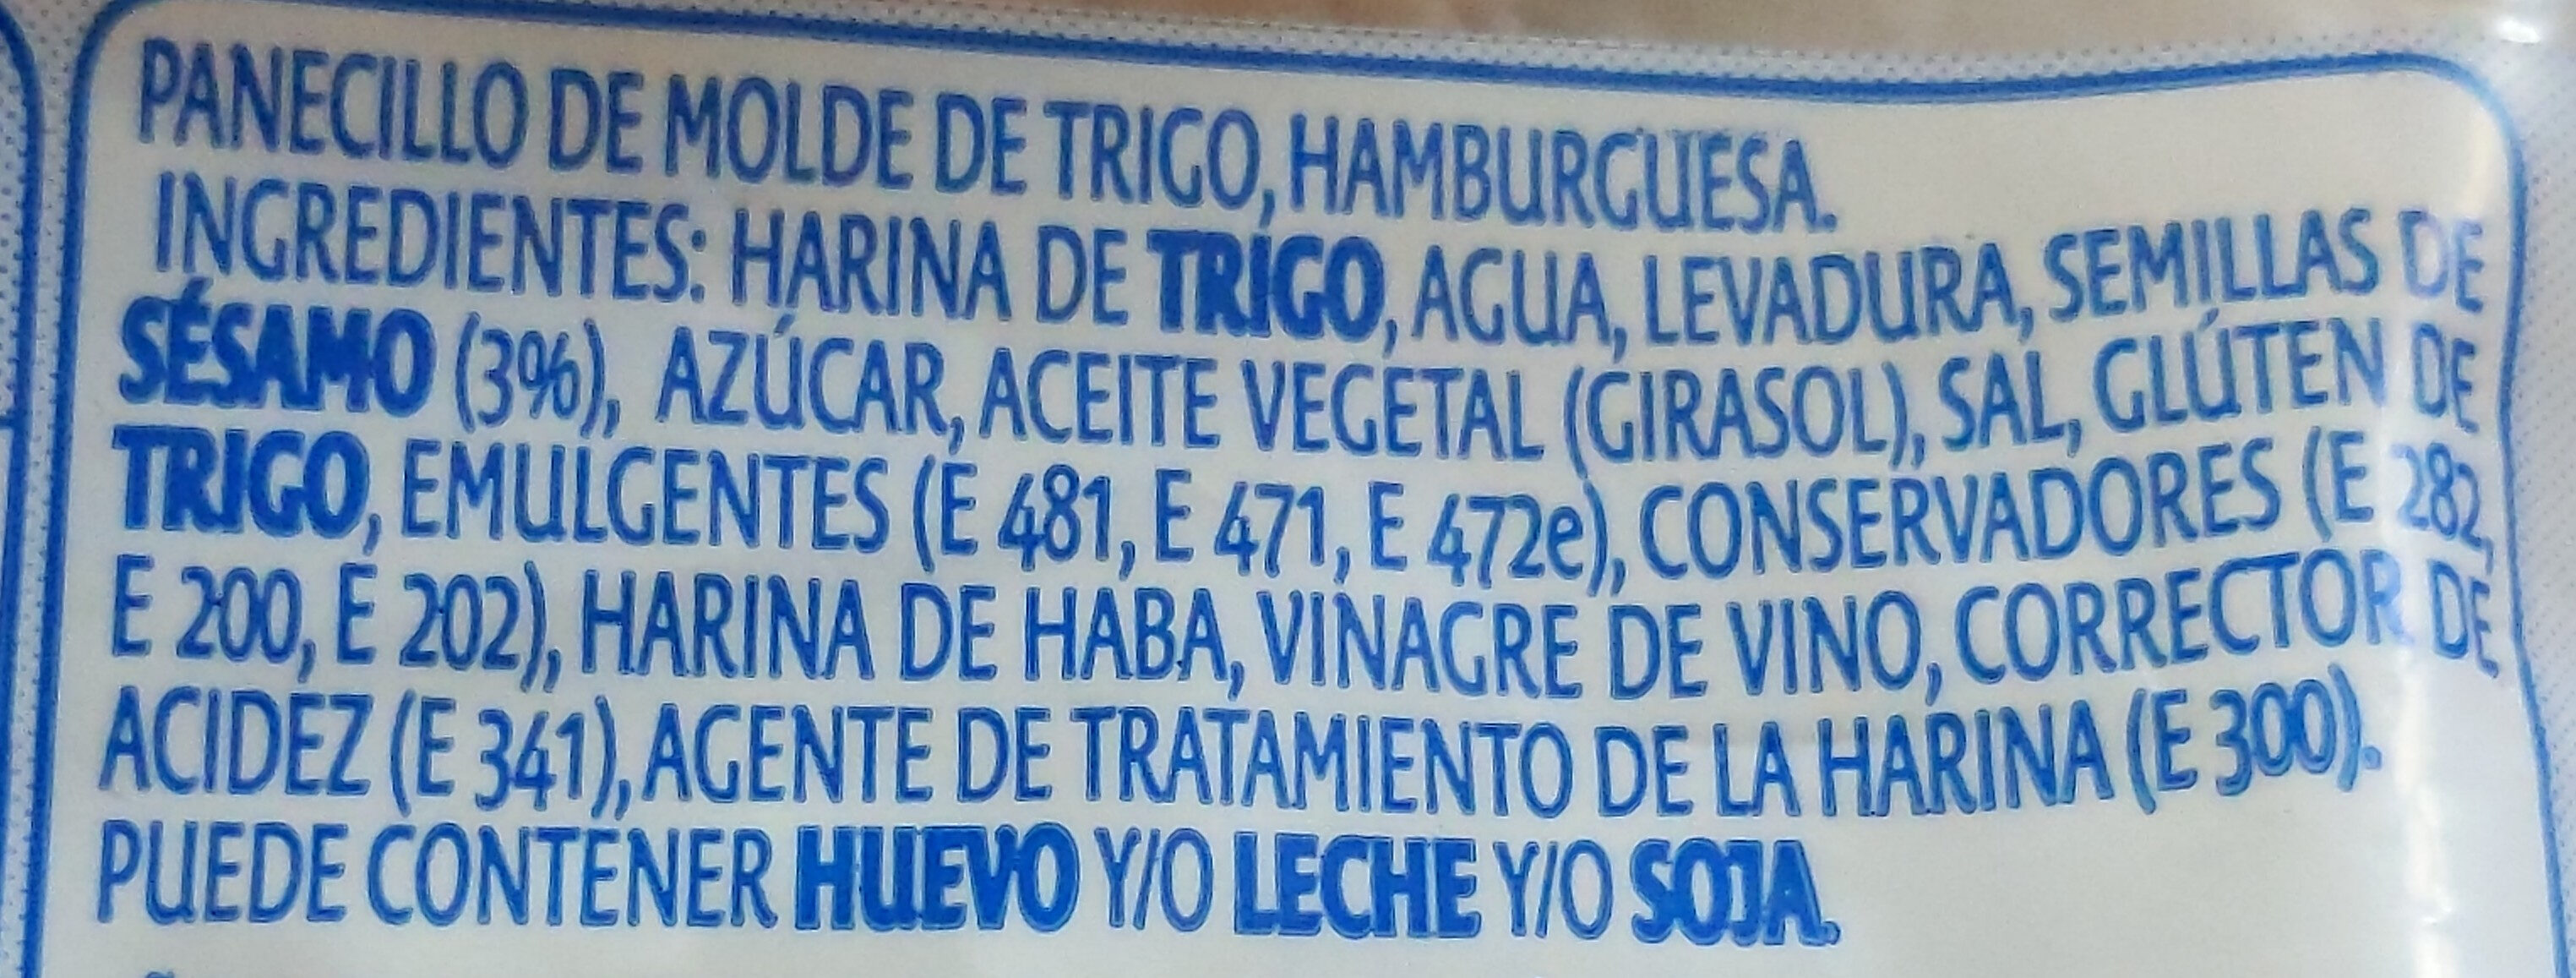 PANECILLO DE MOLDE DE TRIGO, HAMBURGUESA.
INGREDIENTES: HARINA DE TRIGO, AGUA, LEVADURA, SEMILLAS DE
SÉSAMO (3%), AZÚCAR, ACEITE VEGETAL (GIRASOL), SAL, GLÚTEN DE
TRIGO, EMULGENTES (E 481, E 471, E 472e), CONSERVADORES (E 282,
E 200, E 202), HARINA DE HABA, VINAGRE DE VINO, CORRECTOR DE
ACIDEZ (E 341), AGENTE DE TRATAMIENTO DE LA HARINA (E 300).
PUEDE CONTENER HUEVO Y/O LECHE Y/O SOJA.